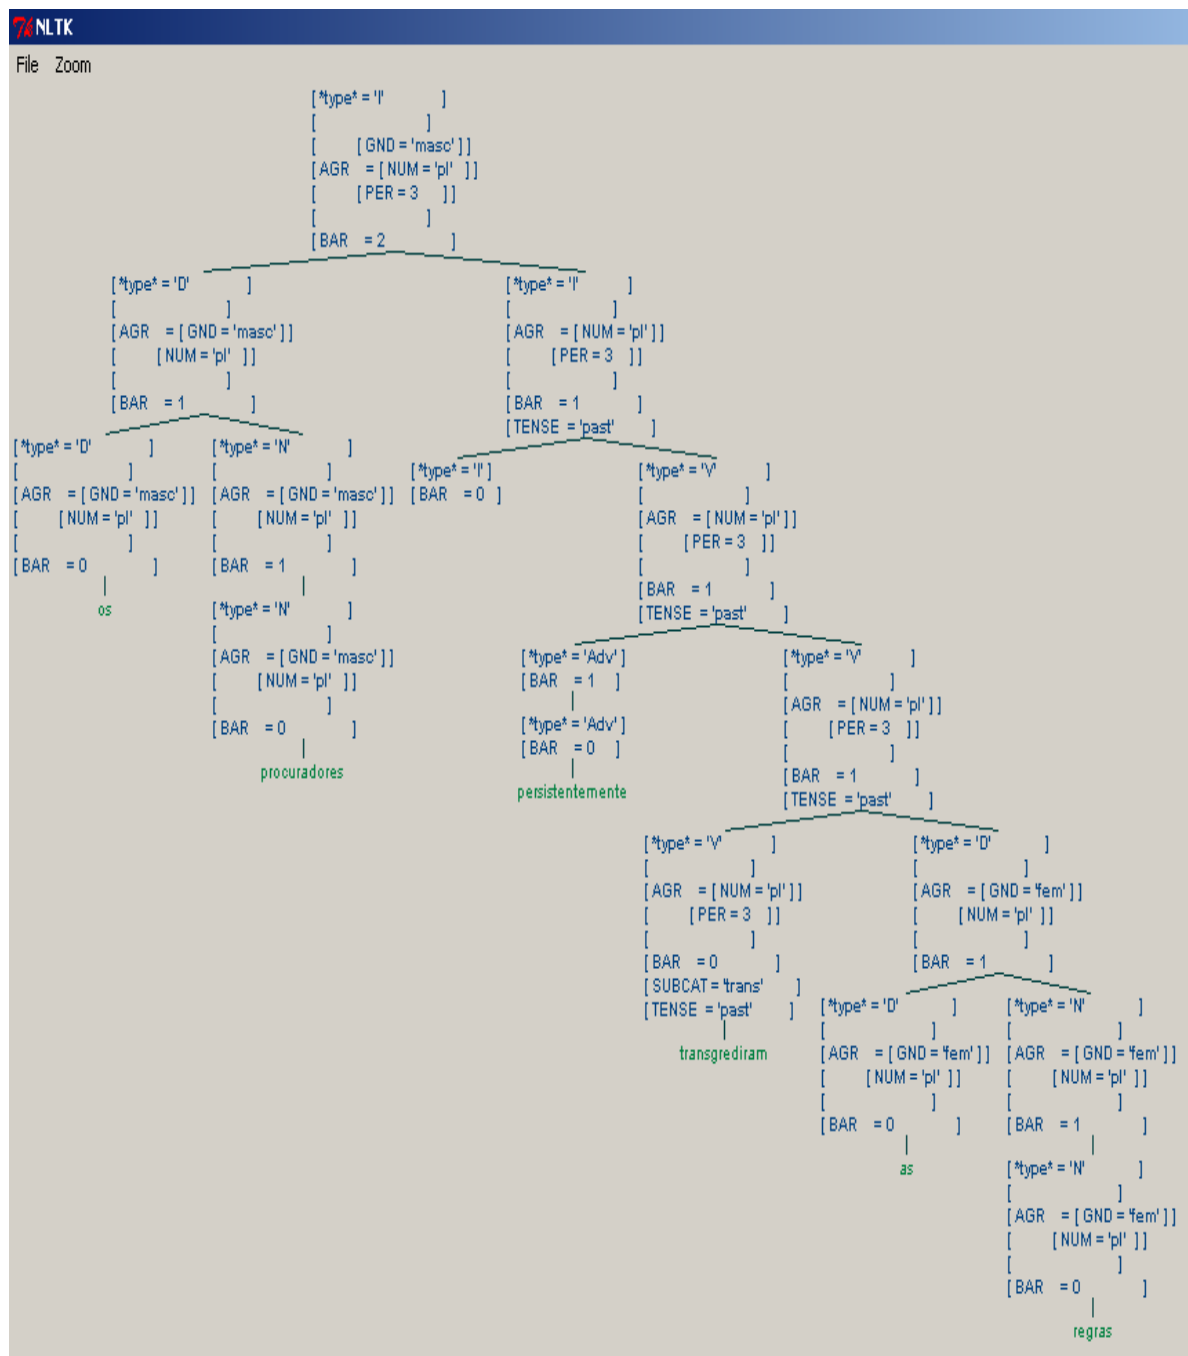 NLTK
File Zoom
[ *type* = 'I' ]
[ ]
[ [ GND = 'masc' ] ]
[ AGR = [ NUM = 'pl' ] ]
[ [ PER = 3 ] ]
[ ]
[ BAR = 2 ]
[ *type* = 'D' ]
[ ]
[ AGR = [ GND = 'masc' ] ]
[ [ NUM = 'pl' ] ]
[ ]
[ BAR = 1 ]
[ *type* = 'I' ]
[ ]
[ AGR = [ NUM = 'pl' ] ]
[ [ PER = 3 ] ]
[ ]
[ BAR = 1 ]
[ TENSE = 'past' ]
[ *type* = 'D' ]
[ ]
[ AGR = [ GND = 'masc' ] ]
[ [ NUM = 'pl' ] ]
[ ]
[ BAR = 0 ]
os
[ *type* = 'N' ]
[ ]
[ AGR = [ GND = 'masc' ] ]
[ [ NUM = 'pl' ] ]
[ ]
[ BAR = 1 ]
[ *type* = 'N' ]
[ ]
[ AGR = [ GND = 'masc' ] ]
[ [ NUM = 'pl' ] ]
[ ]
[ BAR = 0 ]
procuradores
[ *type* = 'I' ]
[ BAR = 0 ]
[ *type* = 'V' ]
[ ]
[ AGR = [ NUM = 'pl' ] ]
[ [ PER = 3 ] ]
[ ]
[ BAR = 1 ]
[ TENSE = 'past' ]
[ *type* = 'Adv' ]
[ BAR = 1 ]
[ *type* = 'Adv' ]
[ BAR = 0 ]
persistentemente
[ *type* = 'V' ]
[ ]
[ AGR = [ NUM = 'pl' ] ]
[ [ PER = 3 ] ]
[ ]
[ BAR = 1 ]
[ TENSE = 'past' ]
[ *type* = 'V' ]
[ ]
[ AGR = [ NUM = 'pl' ] ]
[ [ PER = 3 ] ]
[ ]
[ BAR = 0 ]
[ SUBCAT = 'trans' ]
[ TENSE = 'past' ]
transgrediram
[ *type* = 'D' ]
[ ]
[ AGR = [ GND = 'fem' ] ]
[ [ NUM = 'pl' ] ]
[ ]
[ BAR = 1 ]
[ *type* = 'D' ]
[ ]
[ AGR = [ GND = 'fem' ] ]
[ [ NUM = 'pl' ] ]
[ ]
[ BAR = 0 ]
as
[ *type* = 'N' ]
[ ]
[ AGR = [ GND = 'fem' ] ]
[ [ NUM = 'pl' ] ]
[ ]
[ BAR = 1 ]
[ *type* = 'N' ]
[ ]
[ AGR = [ GND = 'fem' ] ]
[ [ NUM = 'pl' ] ]
[ ]
[ BAR = 0 ]
regras